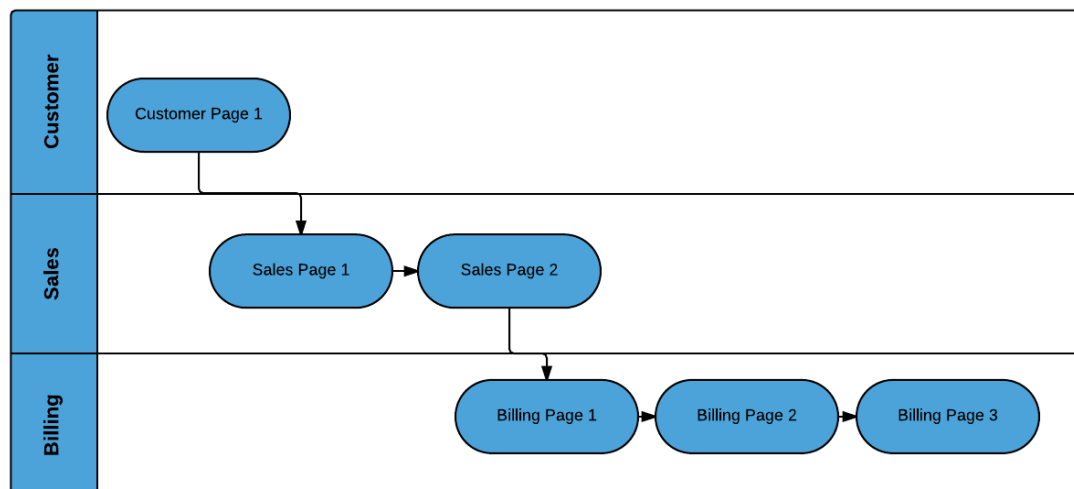 Customer
Customer Page 1
Sales
Sales Page 1
Sales Page 2
Billing
Billing Page 1
Billing Page 2
Billing Page 3